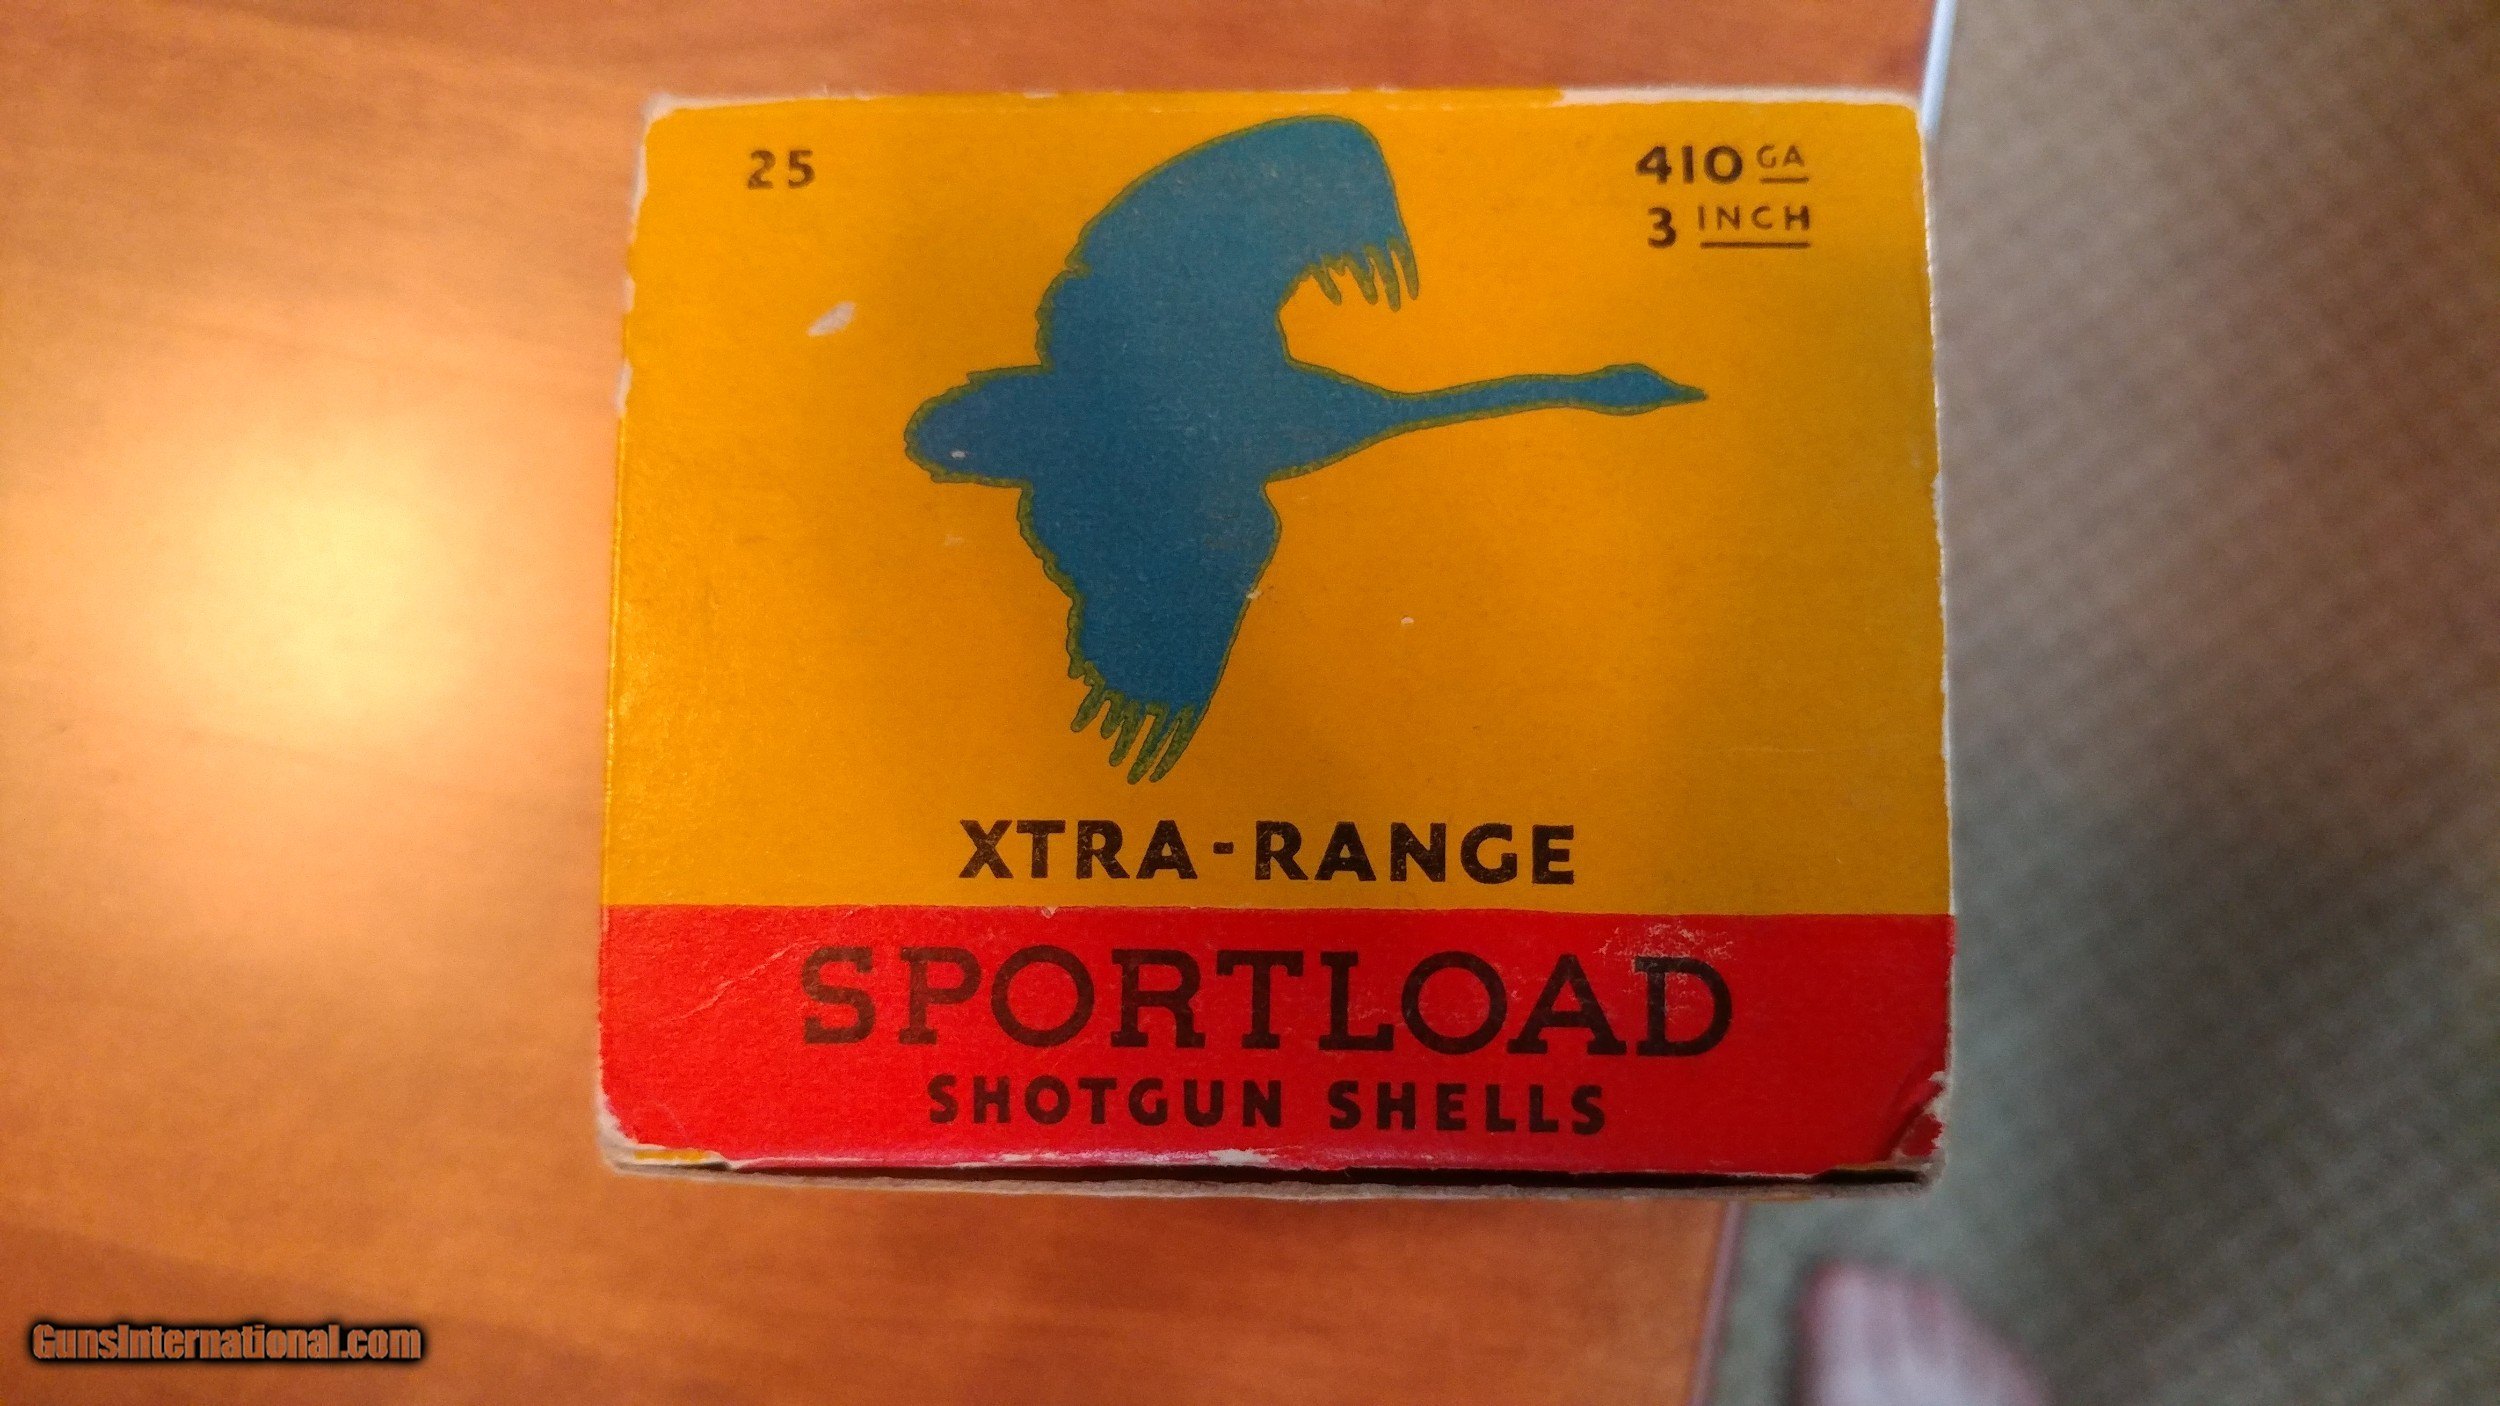 25
410 GA
3 INCH
XTRA-RANGE
SPORTLOAD
SHOTGUN SHELLS
GunsInternational.com